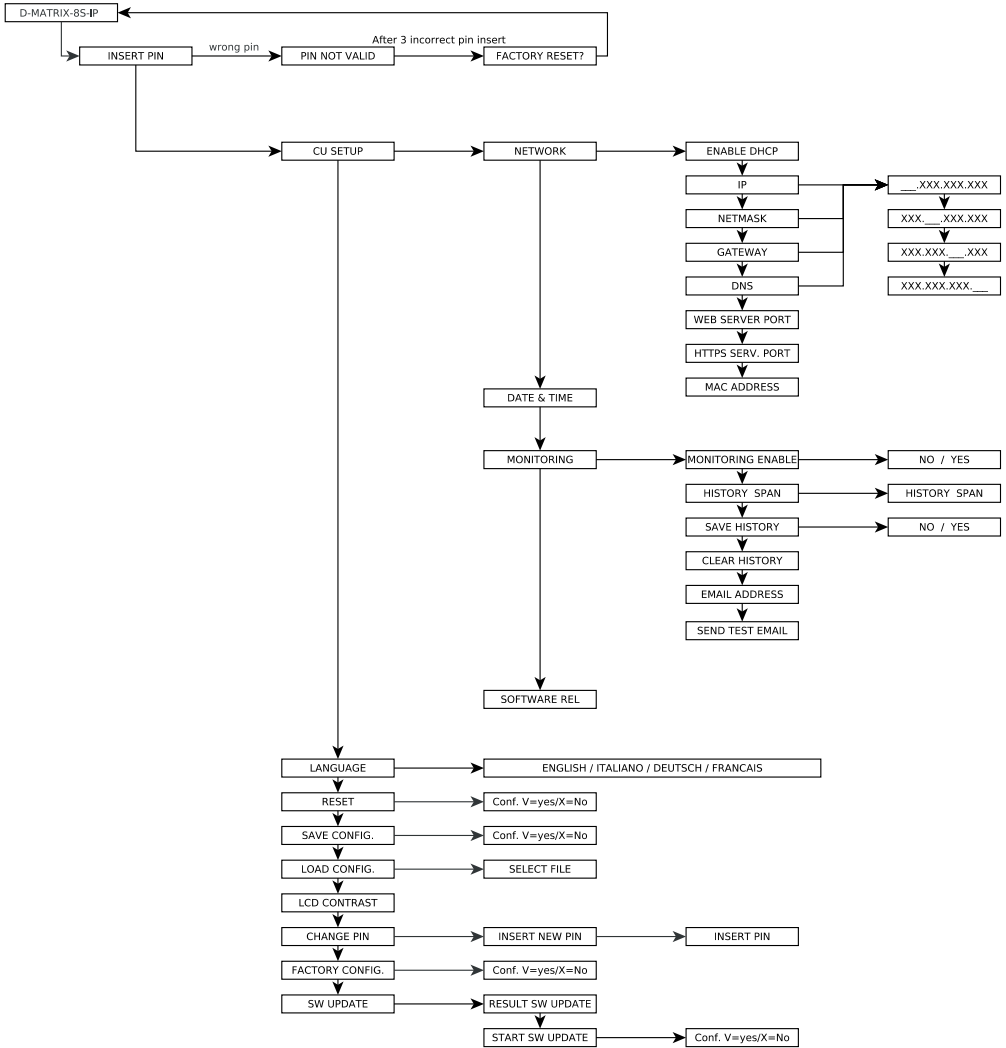 D-MATRIX-8S-IP
After 3 incorrect pin insert
wrong pin
INSERT PIN
PIN NOT VALID
FACTORY RESET?
CU SETUP
NETWORK
ENABLE DHCP
IP
___.XXX.XXX.XXX
NETMASK
XXX.___.XXX.XXX
GATEWAY
XXX.XXX.___.XXX
DNS
XXX.XXX.XXX.___
WEB SERVER PORT
HTTPS SERV. PORT
MAC ADDRESS
DATE & TIME
MONITORING
MONITORING ENABLE
NO / YES
HISTORY SPAN
HISTORY SPAN
SAVE HISTORY
NO / YES
CLEAR HISTORY
EMAIL ADDRESS
SEND TEST EMAIL
SOFTWARE REL
LANGUAGE
ENGLISH / ITALIANO / DEUTSCH / FRANCAIS
RESET
Conf. V=yes/X=No
SAVE CONFIG.
Conf. V=yes/X=No
LOAD CONFIG.
SELECT FILE
LCD CONTRAST
CHANGE PIN
INSERT NEW PIN
INSERT PIN
FACTORY CONFIG.
Conf. V=yes/X=No
SW UPDATE
RESULT SW UPDATE
START SW UPDATE
Conf. V=yes/X=No